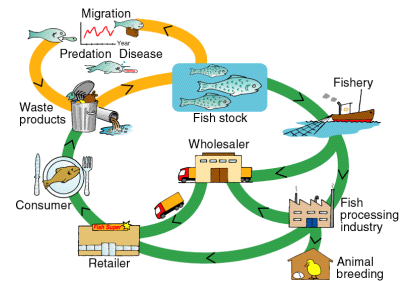 Migration
Year
Predation Disease
Fishery
Waste
products
Fish stock
Wholesaler
Consumer
Fish
processing
industry
Fish Super
Retailer
Animal
breeding